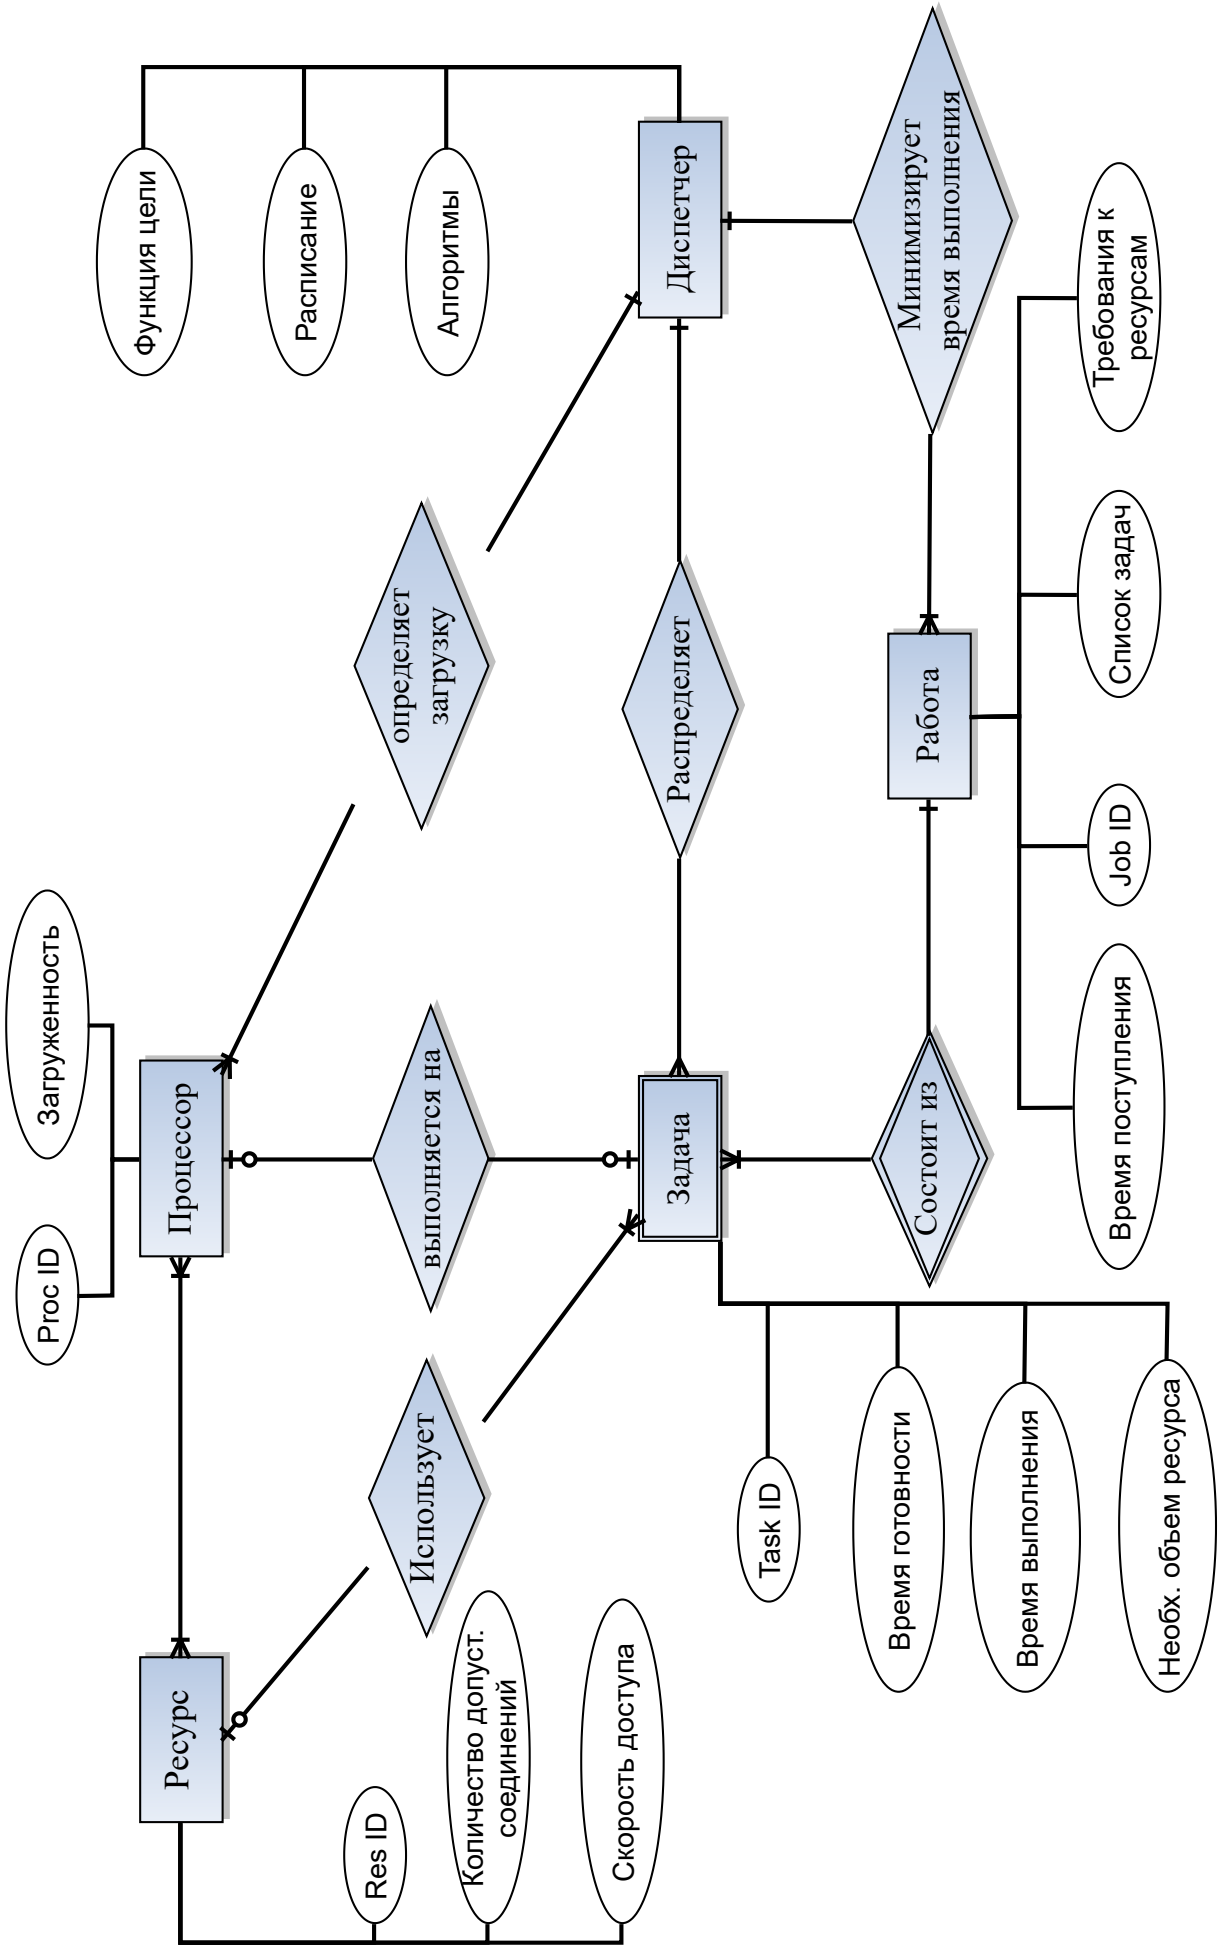 Ресурс
Процессор
Proc ID
Загруженность
Res ID
Количество допуст.
соединений
Скорость доступа
Использует
выполняется на
определяет
загрузку
Функция цели
Расписание
Алгоритмы
Задача
Распределяет
Диспетчер
Task ID
Время готовности
Время выполнения
Необх. объем ресурса
Состоит из
Работа
Минимизирует
время выполнения
Время поступления
Job ID
Список задач
Требования к
ресурсам